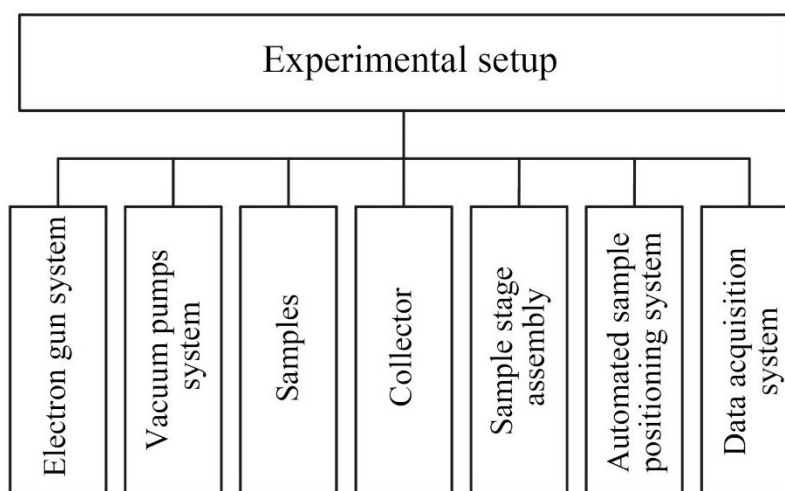 Experimental setup
Electron gun system
Vacuum pumps
system
Samples
Collector
Sample stage
assembly
Automated sample
positioning system
Data acquisition
system